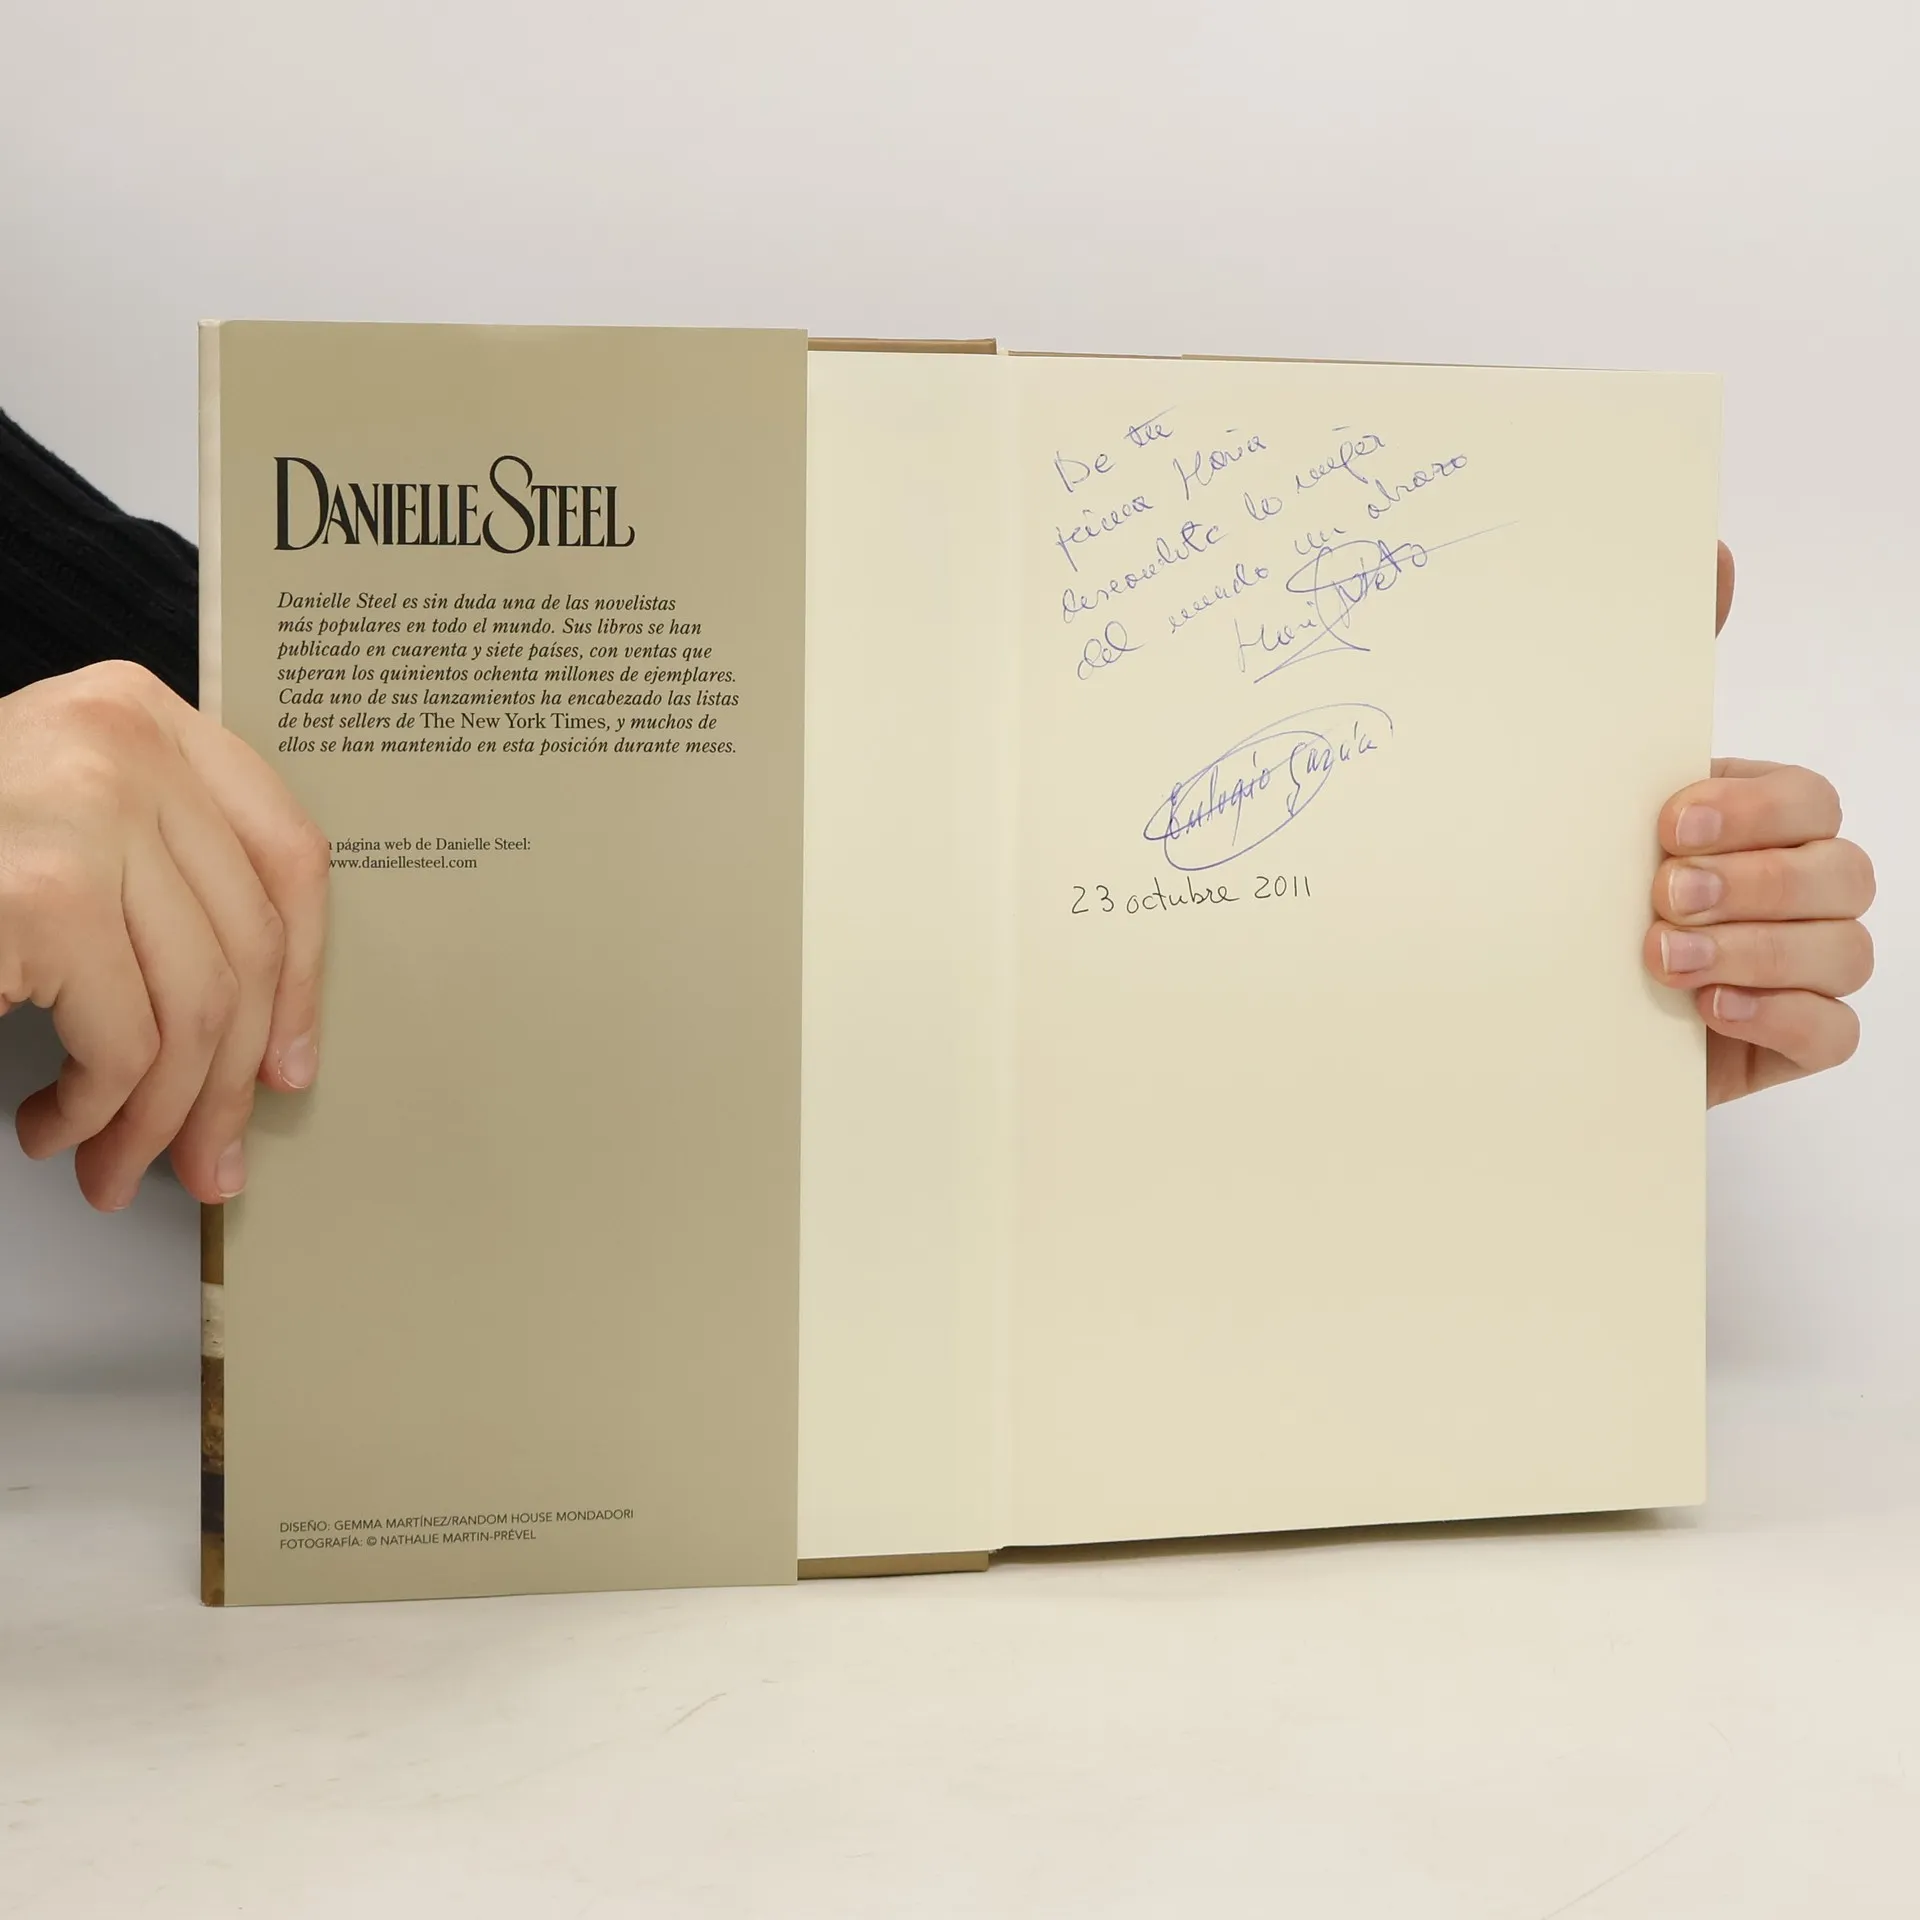 DANIELLE STEEL
Danielle Steel es sin duda una de las novelistas
más populares en todo el mundo. Sus libros se han
publicado en cuarenta y siete países, con ventas que
superan los quinientos ochenta millones de ejemplares.
Cada uno de sus lanzamientos ha encabezado las listas
de best sellers de The New York Times, y muchos de
ellos se han mantenido en esta posición durante meses.
página web de Danielle Steel:
www.daniellesteel.com
DISEÑO: GEMMA MARTÍNEZ/RANDOM HOUSE MONDADORI
FOTOGRAFÍA: © NATHALIE MARTIN-PRÉVEL
De tu
prima María
deseandote lo mejor
del mundo un abrazo
Eulogio
23 octubre 2011